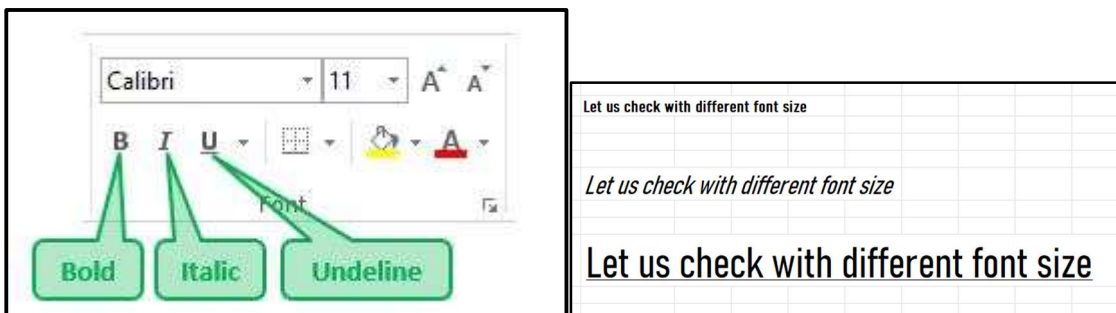 Calibri 11 A A
B I U A
Font
Bold Italic Undeline
Let us check with different font size
Let us check with different font size
Let us check with different font size